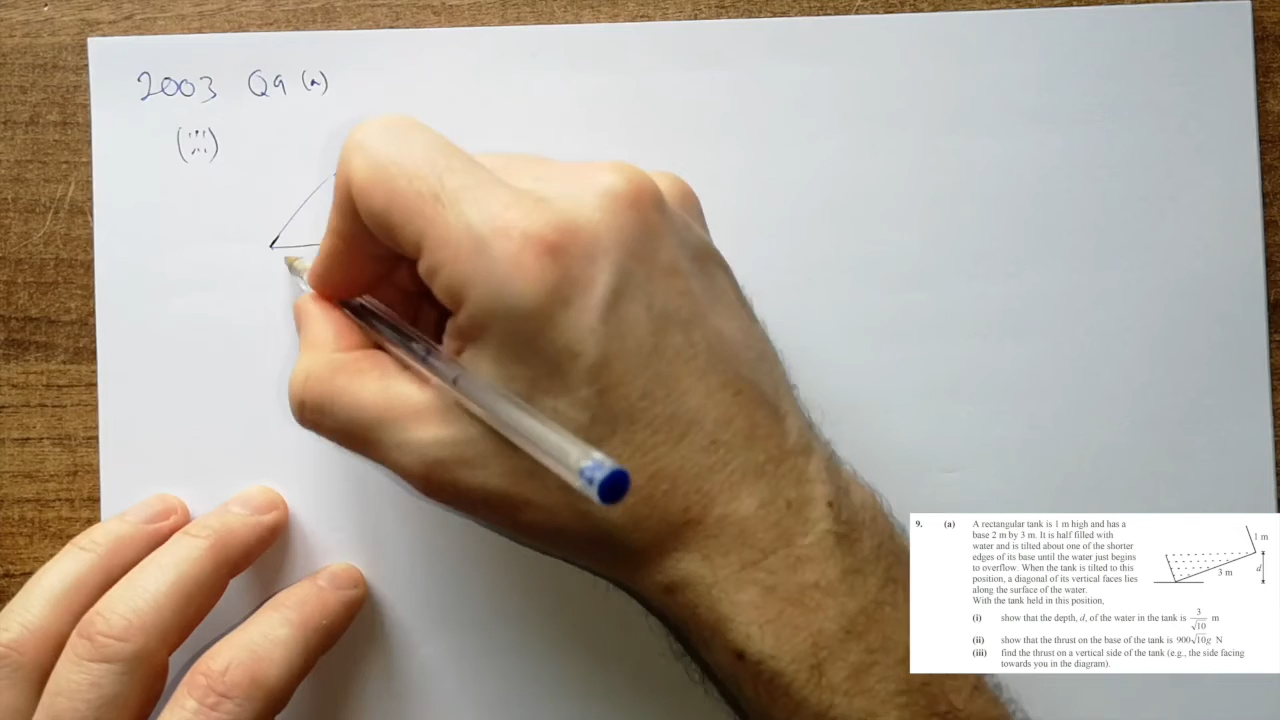 2003 Q9 (a)
(iii)
9. (a) A rectangular tank is 1 m high and has a
base 2 m by 3 m. It is half filled with
water and is tilted about one of the shorter
edges of its base until the water just begins
to overflow. When the tank is tilted to this
position, a diagonal of its vertical faces lies
along the surface of the water.
With the tank held in this position,
1 m
3 m
d
(i) show that the depth, d, of the water in the tank is 3/√10 m
(ii) show that the thrust on the base of the tank is 900√10g N
(iii) find the thrust on a vertical side of the tank (e.g., the side facing
towards you in the diagram).